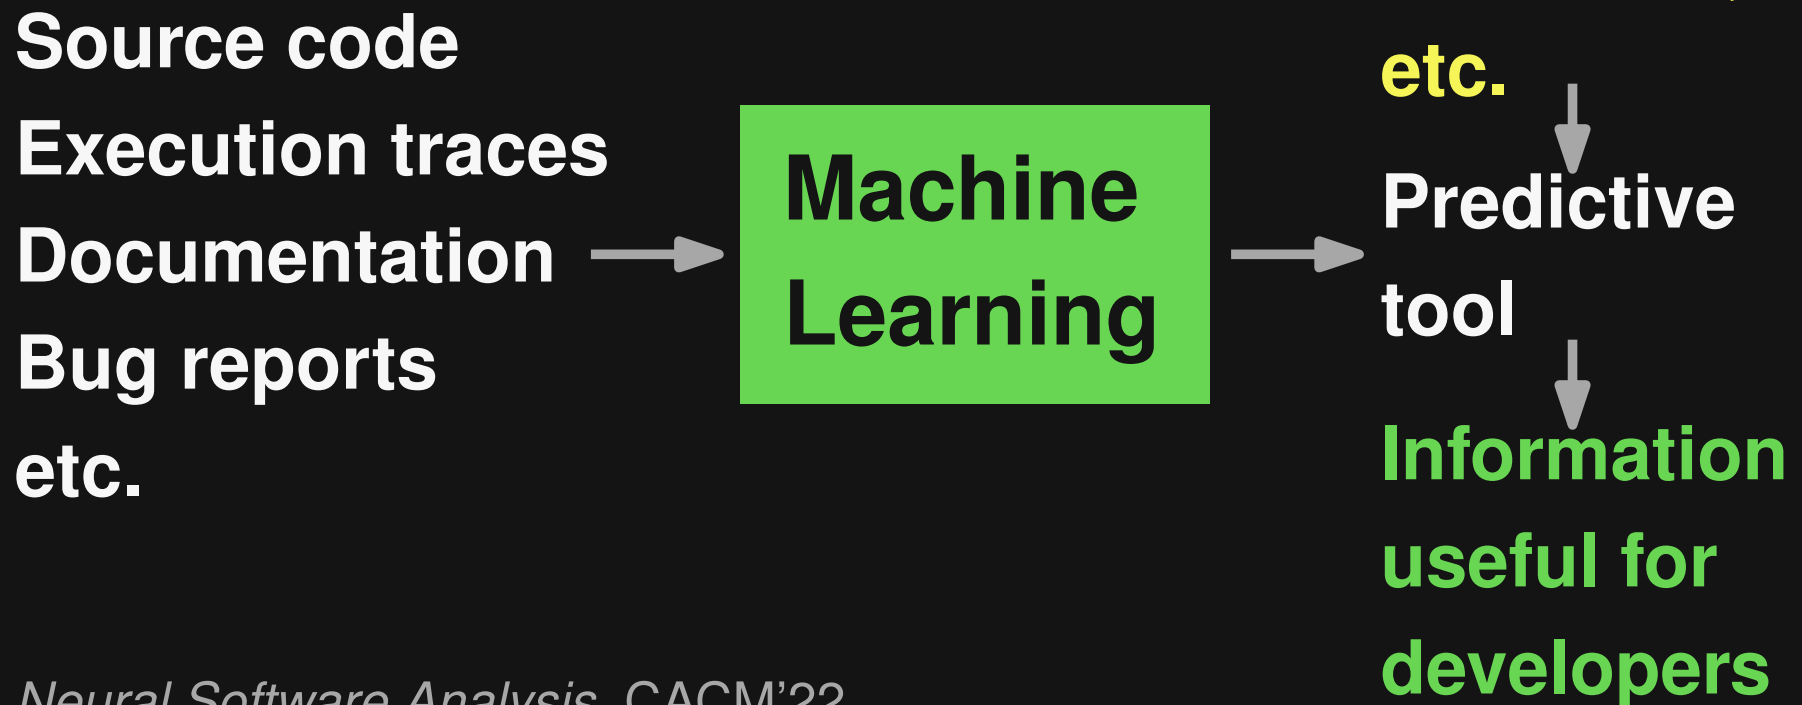 Source code
Execution traces
Documentation
Bug reports
etc.
Machine
Learning
etc.
Predictive
tool
Information
useful for
developers
Neural Software Analysis, CACM'22